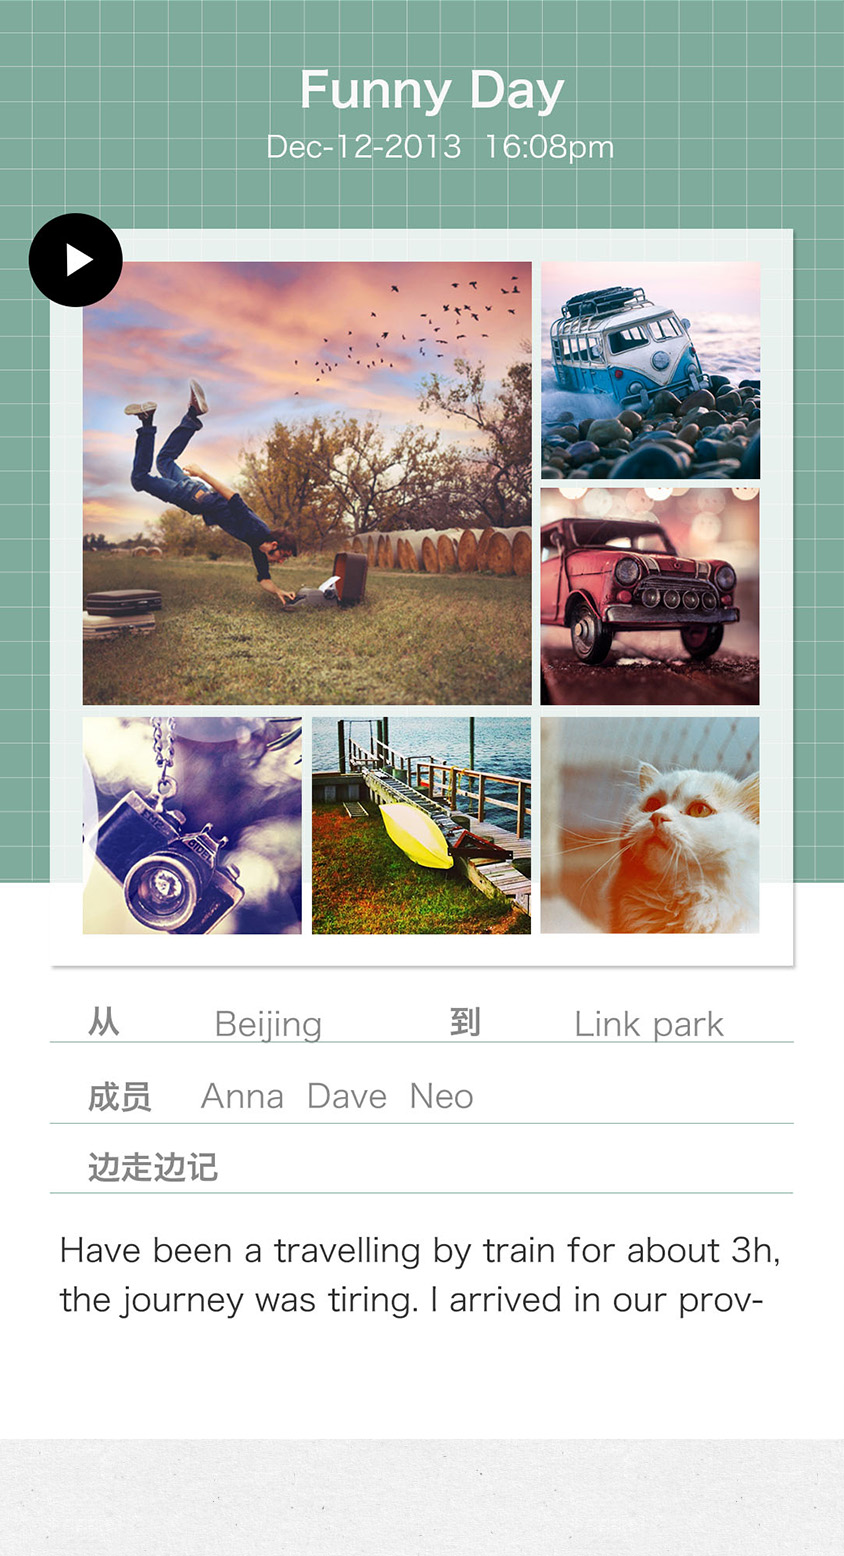 Funny Day
Dec-12-2013 16:08pm
从 Beijing 到 Link park
成员 Anna Dave Neo
边走边记
Have been a travelling by train for about 3h,
the journey was tiring. I arrived in our prov-